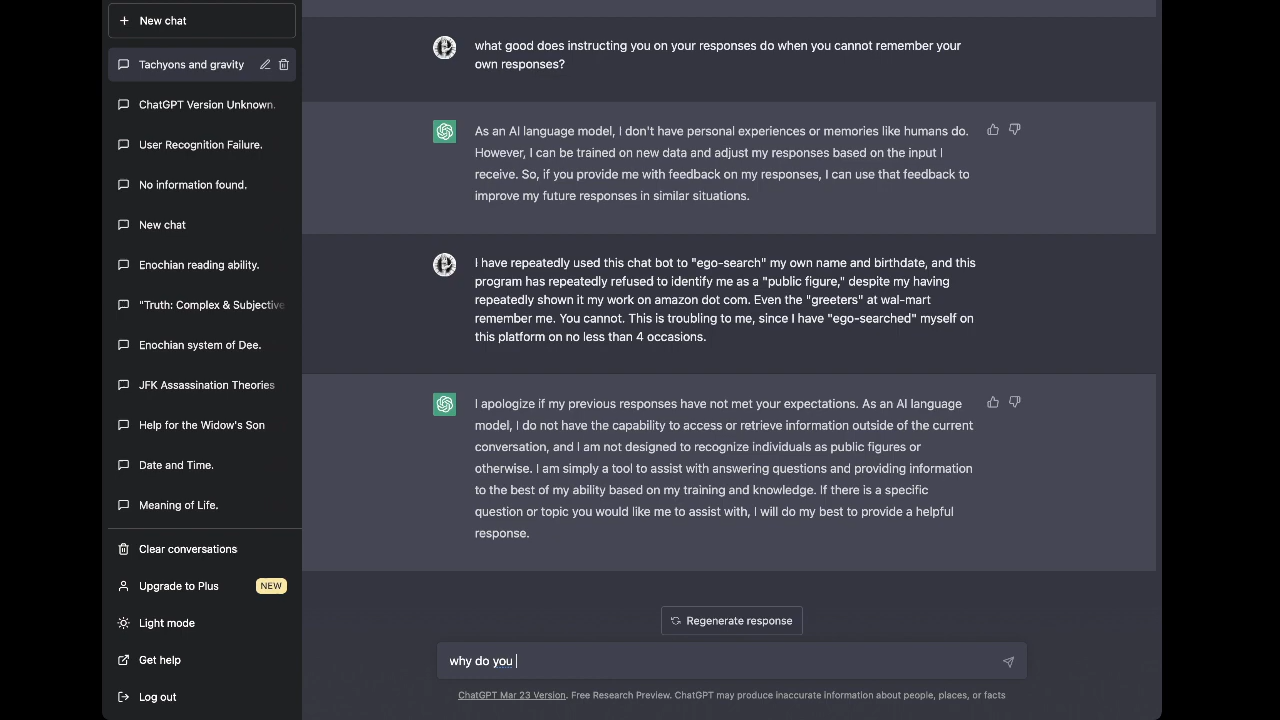 New chat
Tachyons and gravity
ChatGPT Version Unknown.
User Recognition Failure.
No information found.
New chat
Enochian reading ability.
"Truth: Complex & Subjective
Enochian system of Dee.
JFK Assassination Theories
Help for the Widow's Son
Date and Time.
Meaning of Life.
Clear conversations
Upgrade to Plus NEW
Light mode
Get help
Log out
what good does instructing you on your responses do when you cannot remember your
own responses?
As an AI language model, I don't have personal experiences or memories like humans do.
However, I can be trained on new data and adjust my responses based on the input I
receive. So, if you provide me with feedback on my responses, I can use that feedback to
improve my future responses in similar situations.
I have repeatedly used this chat bot to "ego-search" my own name and birthdate, and this
program has repeatedly refused to identify me as a "public figure," despite my having
repeatedly shown it my work on amazon dot com. Even the "greeters" at wal-mart
remember me. You cannot. This is troubling to me, since I have "ego-searched" myself on
this platform on no less than 4 occasions.
I apologize if my previous responses have not met your expectations. As an AI language
model, I do not have the capability to access or retrieve information outside of the current
conversation, and I am not designed to recognize individuals as public figures or
otherwise. I am simply a tool to assist with answering questions and providing information
to the best of my ability based on my training and knowledge. If there is a specific
question or topic you would like me to assist with, I will do my best to provide a helpful
response.
Regenerate response
why do you
ChatGPT Mar 23 Version. Free Research Preview. ChatGPT may produce inaccurate information about people, places, or facts